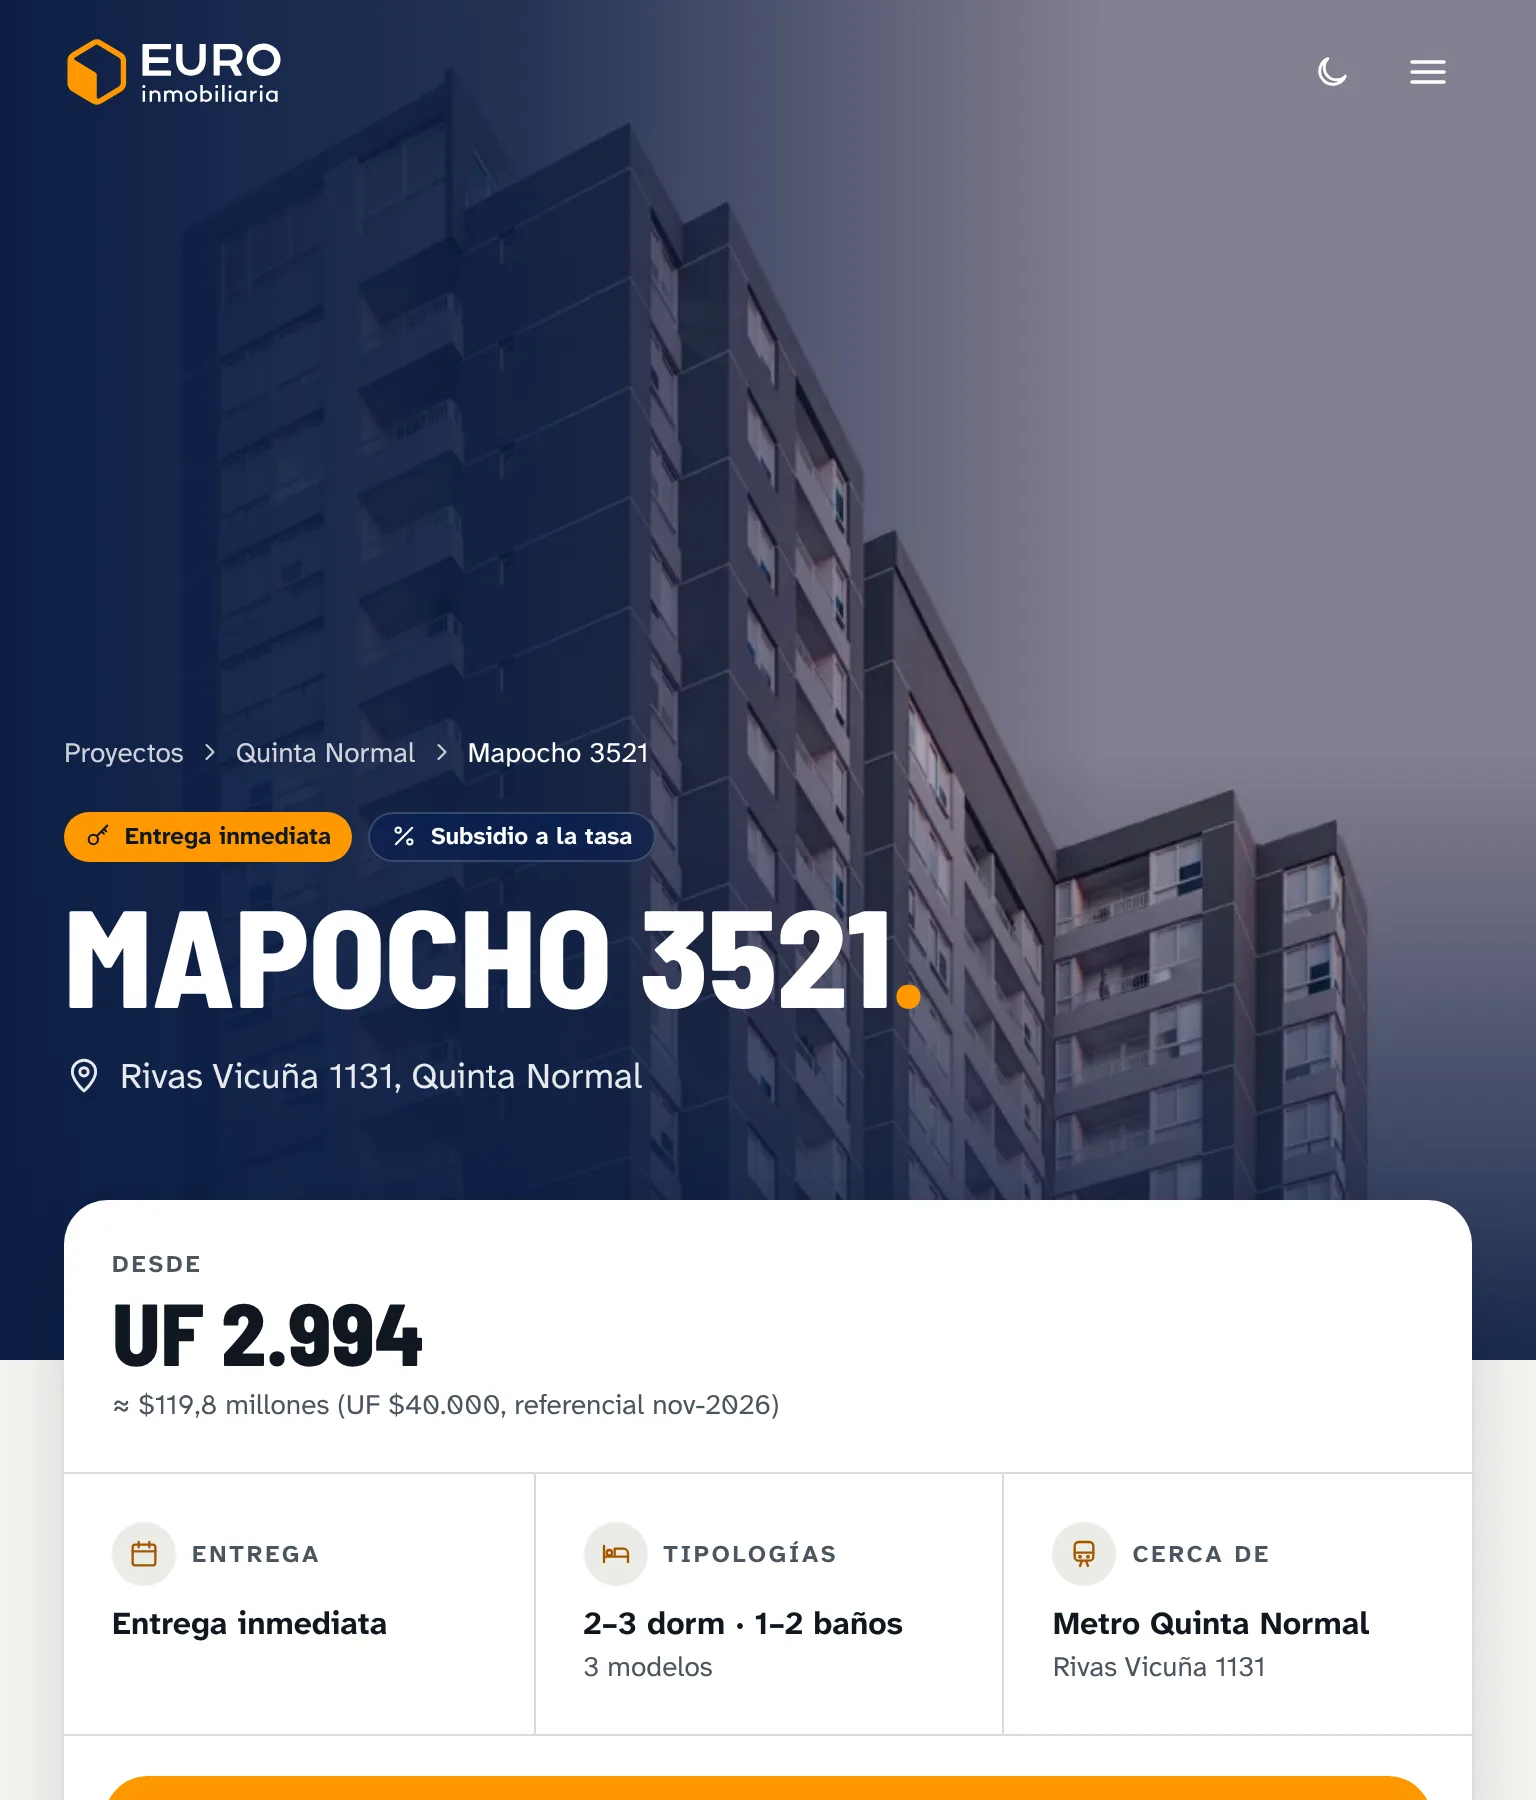 EURO
inmobiliaria
Proyectos > Quinta Normal > Mapocho 3521
Entrega inmediata
% Subsidio a la tasa
MAPOCHO 3521.
Rivas Vicuña 1131, Quinta Normal
DESDE
UF 2.994
≈ $119,8 millones (UF $40.000, referencial nov-2026)
ENTREGA
Entrega inmediata
TIPOLOGÍAS
2–3 dorm · 1–2 baños
3 modelos
CERCA DE
Metro Quinta Normal
Rivas Vicuña 1131